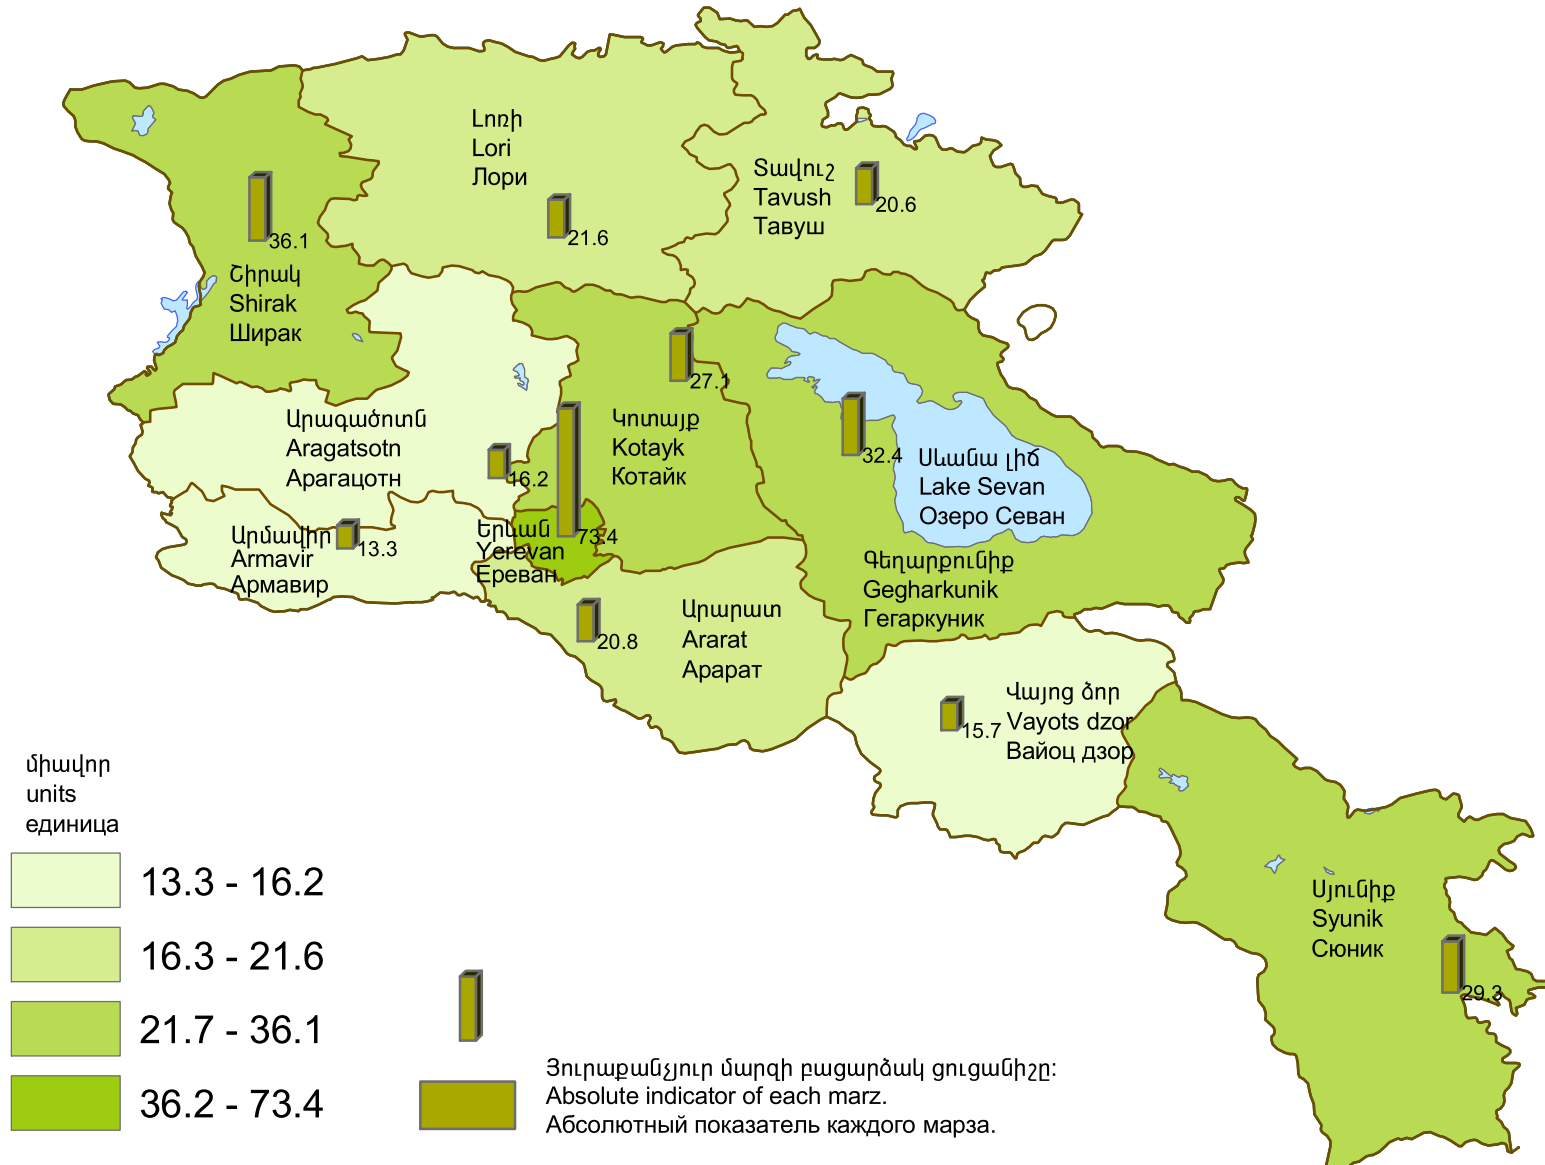 Լոռի
Lori
Лори
21.6
Տավուշ
Tavush
Тавуш
20.6
36.1
Շիրակ
Shirak
Ширак
27.1
Արագածոտն
Aragatsotn
Арагацотн
16.2
Կոտայք
Kotayk
Котайк
32.4
Սևանա լիճ
Lake Sevan
Озеро Севан
Արմավիր
Armavir
Армавир
13.3
Երևան
Yerevan
Ереван
73.4
Գեղարքունիք
Gegharkunik
Гегаркуник
20.8
Արարատ
Ararat
Арарат
Վայոց ձոր
Vayots dzor
Вайоц дзор
15.7
Սյունիք
Syunik
Сюник
29.3
միավոր
units
единица
13.3 - 16.2
16.3 - 21.6
21.7 - 36.1
36.2 - 73.4
Յուրաքանչյուր մարզի բացարձակ ցուցանիշը:
Absolute indicator of each marz.
Абсолютный показатель каждого марза.